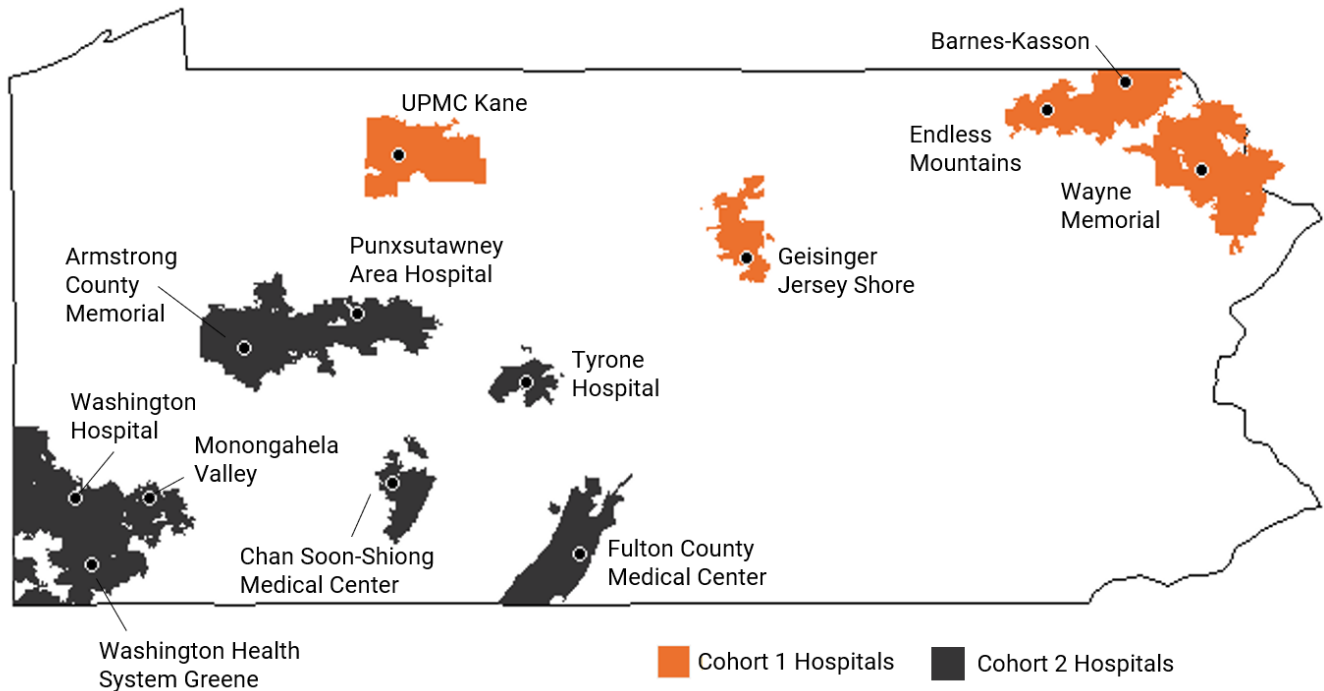 Barnes-Kasson
UPMC Kane
Endless
Mountains
Wayne
Memorial
Punxsutawney
Area Hospital
Armstrong
County
Memorial
Geisinger
Jersey Shore
Tyrone
Hospital
Washington
Hospital
Monongahela
Valley
Chan Soon-Shiong
Medical Center
Fulton County
Medical Center
Washington Health
System Greene
Cohort 1 Hospitals
Cohort 2 Hospitals